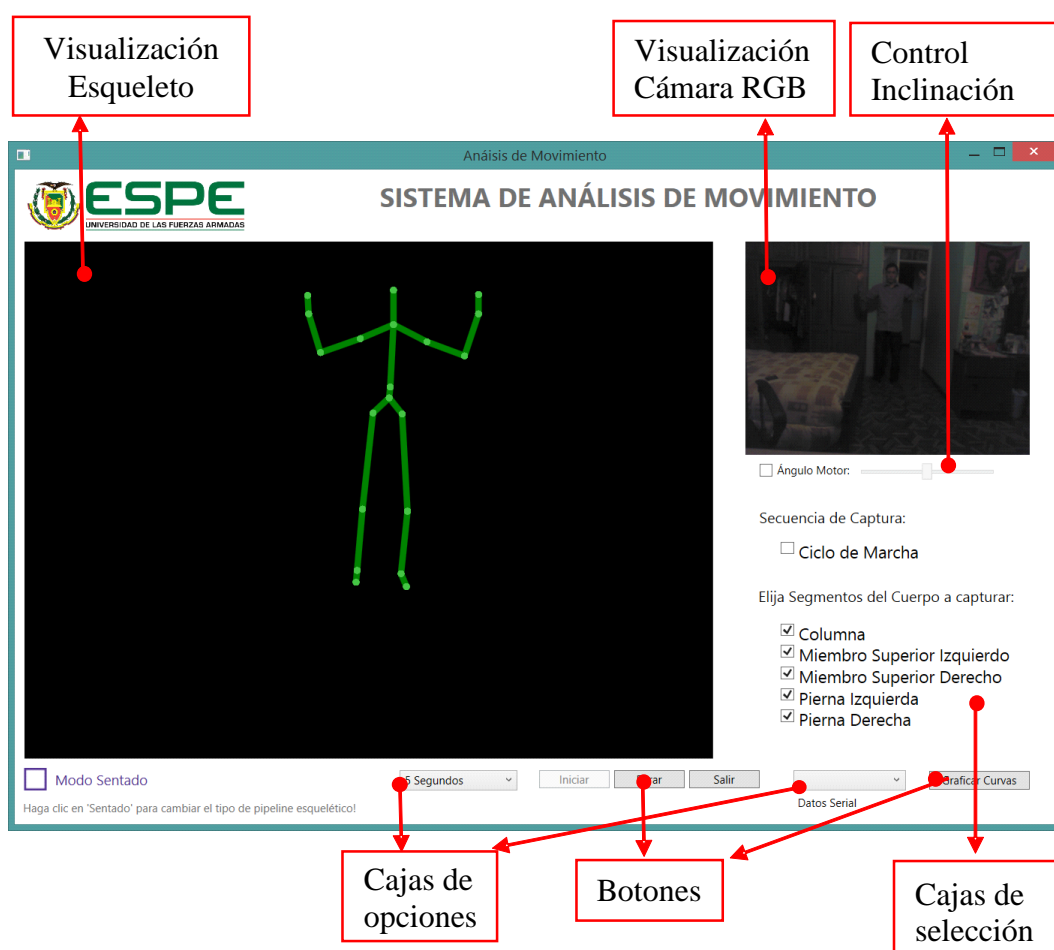 Visualización
Esqueleto
Visualización
Cámara RGB
Control
Inclinación
Anáisis de Movimiento
ESPE
UNIVERSIDAD DE LAS FUERZAS ARMADAS
SISTEMA DE ANÁLISIS DE MOVIMIENTO
Ángulo Motor:
Secuencia de Captura:
Ciclo de Marcha
Elija Segmentos del Cuerpo a capturar:
Columna
Miembro Superior Izquierdo
Miembro Superior Derecho
Pierna Izquierda
Pierna Derecha
Modo Sentado
5 Segundos
Iniciar
Salir
Graficar Curvas
Haga clic en 'Sentado' para cambiar el tipo de pipeline esquelético!
Datos Serial
Cajas de
opciones
Botones
Cajas de
selección